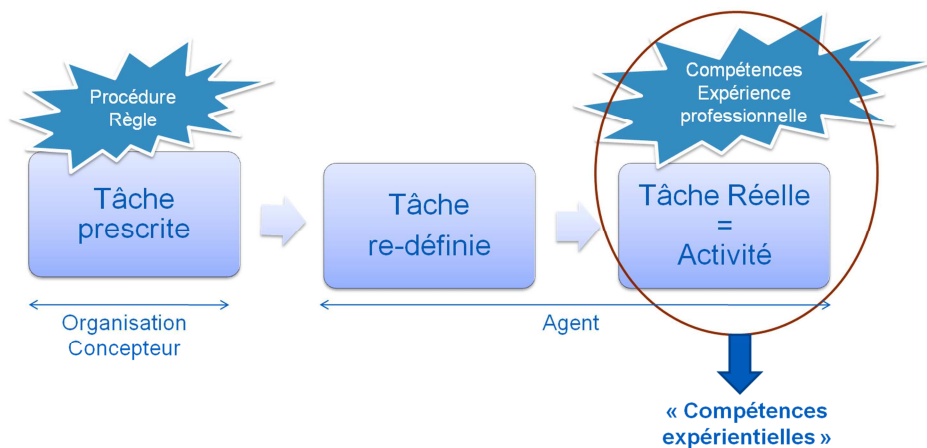 Procédure
Règle
Compétences
Expérience
professionnelle
Tâche
prescrite
Tâche
re-définie
Tâche Réelle
=
Activité
Organisation
Concepteur
Agent
« Compétences
expérientielles »